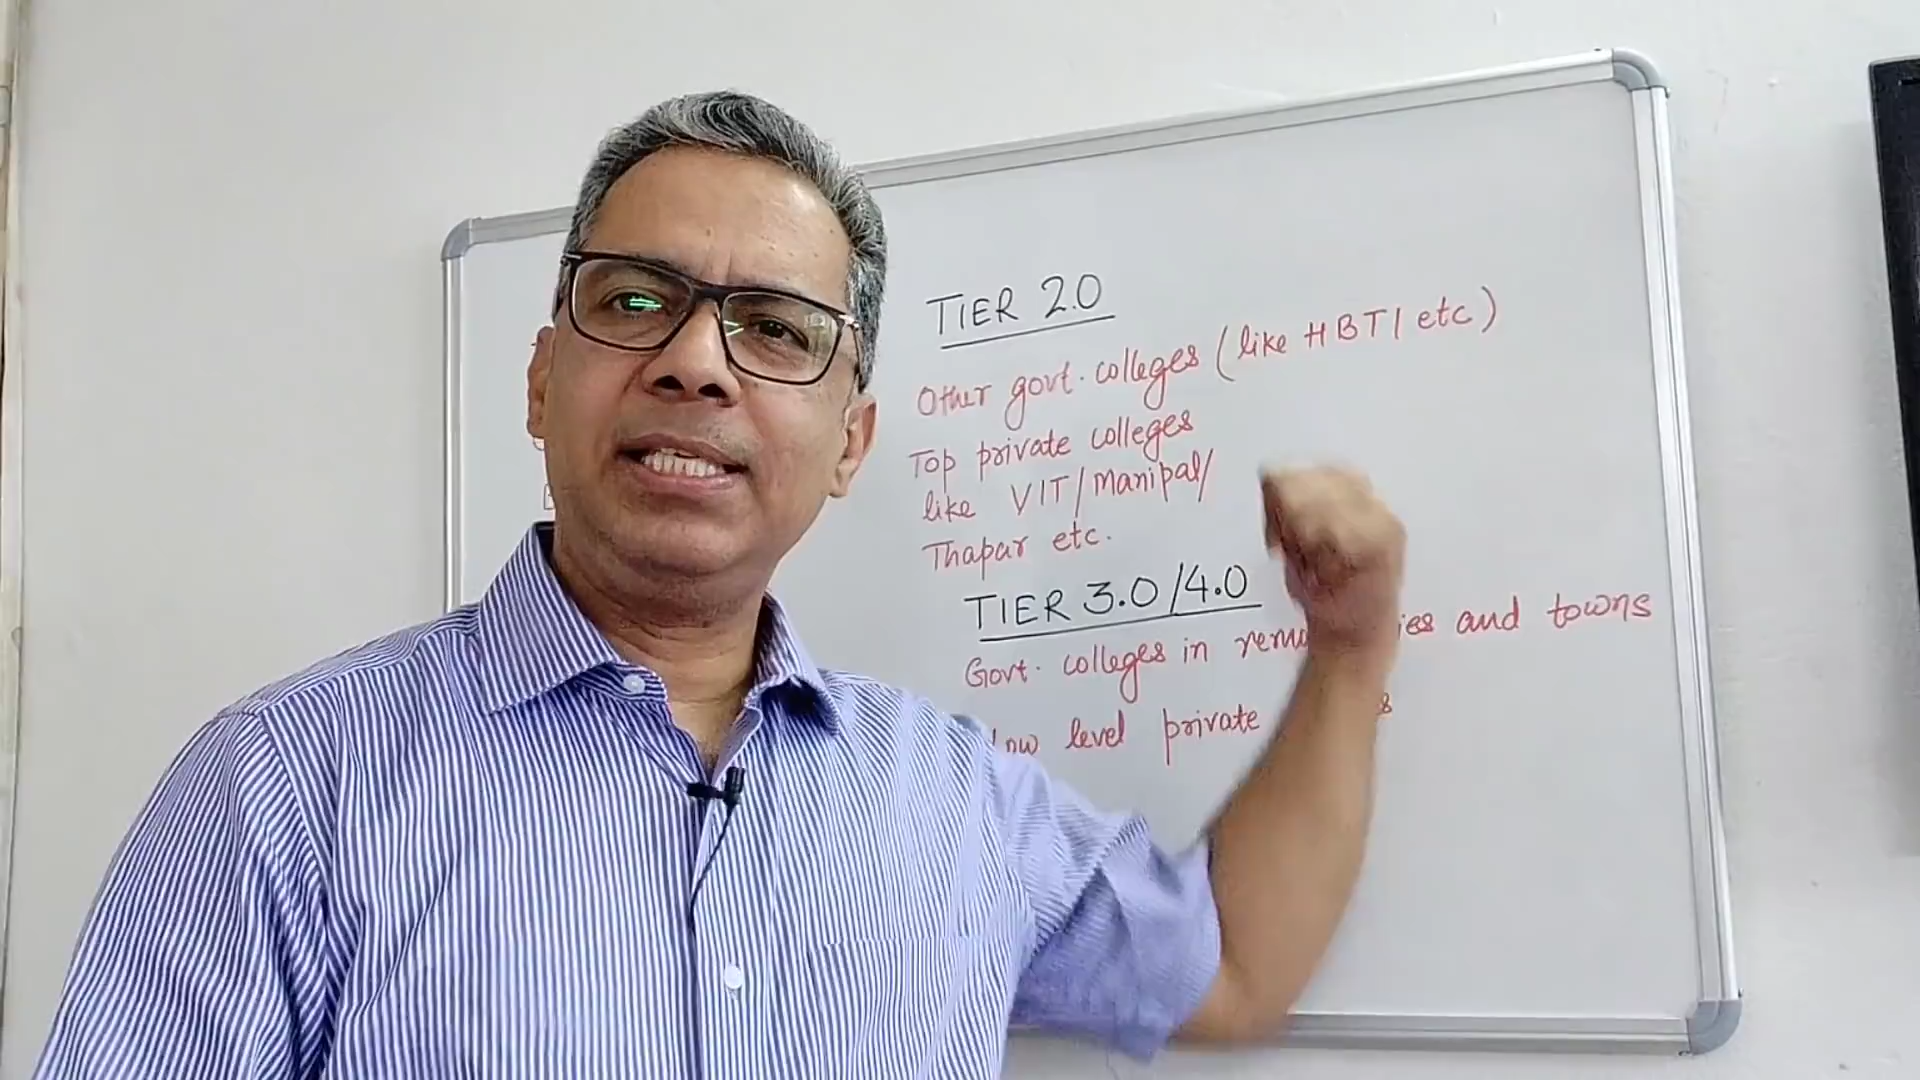 TIER 2.0
Other govt. colleges (like HBTI etc)
Top private colleges
like VIT/Manipal/
Thapar etc.
TIER 3.0/4.0
Govt. colleges in and towns
low level private